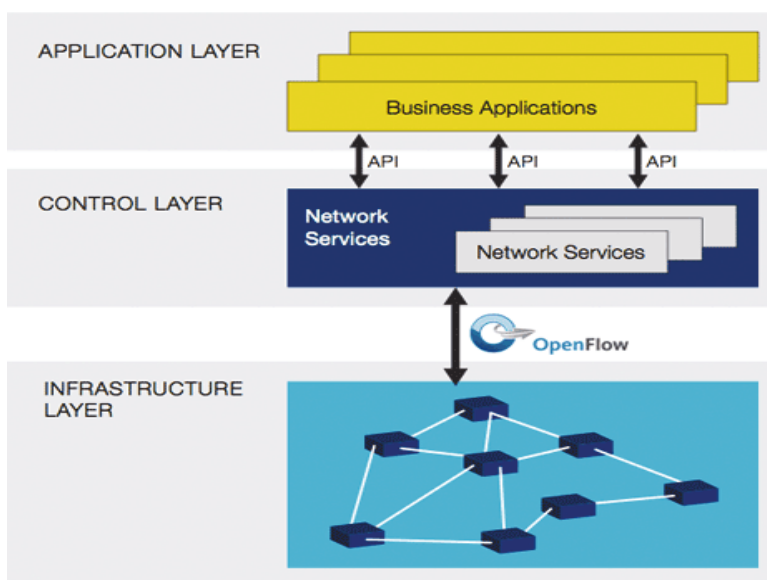 APPLICATION LAYER
Business Applications
API
API
API
CONTROL LAYER
Network
Services
Network Services
OpenFlow
INFRASTRUCTURE
LAYER